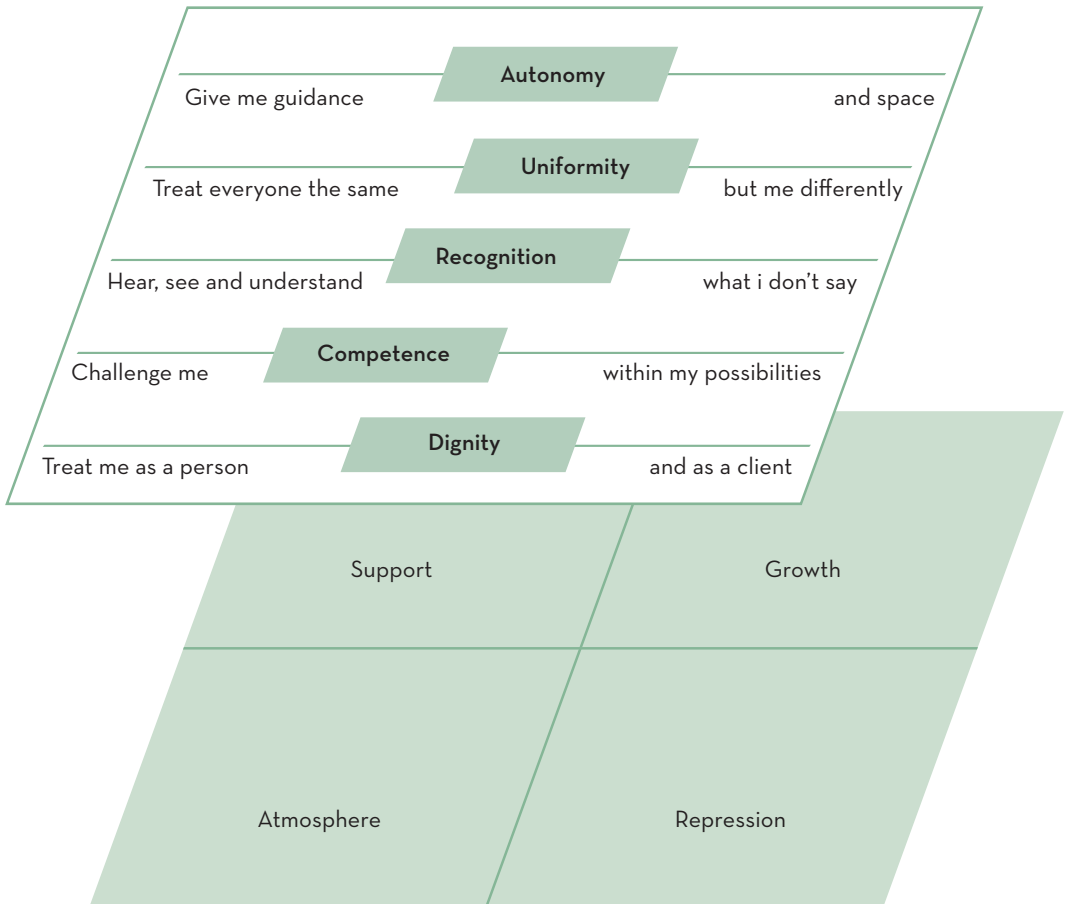 Autonomy
Give me guidance
and space
Uniformity
Treat everyone the same
but me differently
Recognition
Hear, see and understand
what i don't say
Competence
Challenge me
within my possibilities
Dignity
Treat me as a person
and as a client
Support
Growth
Atmosphere
Repression